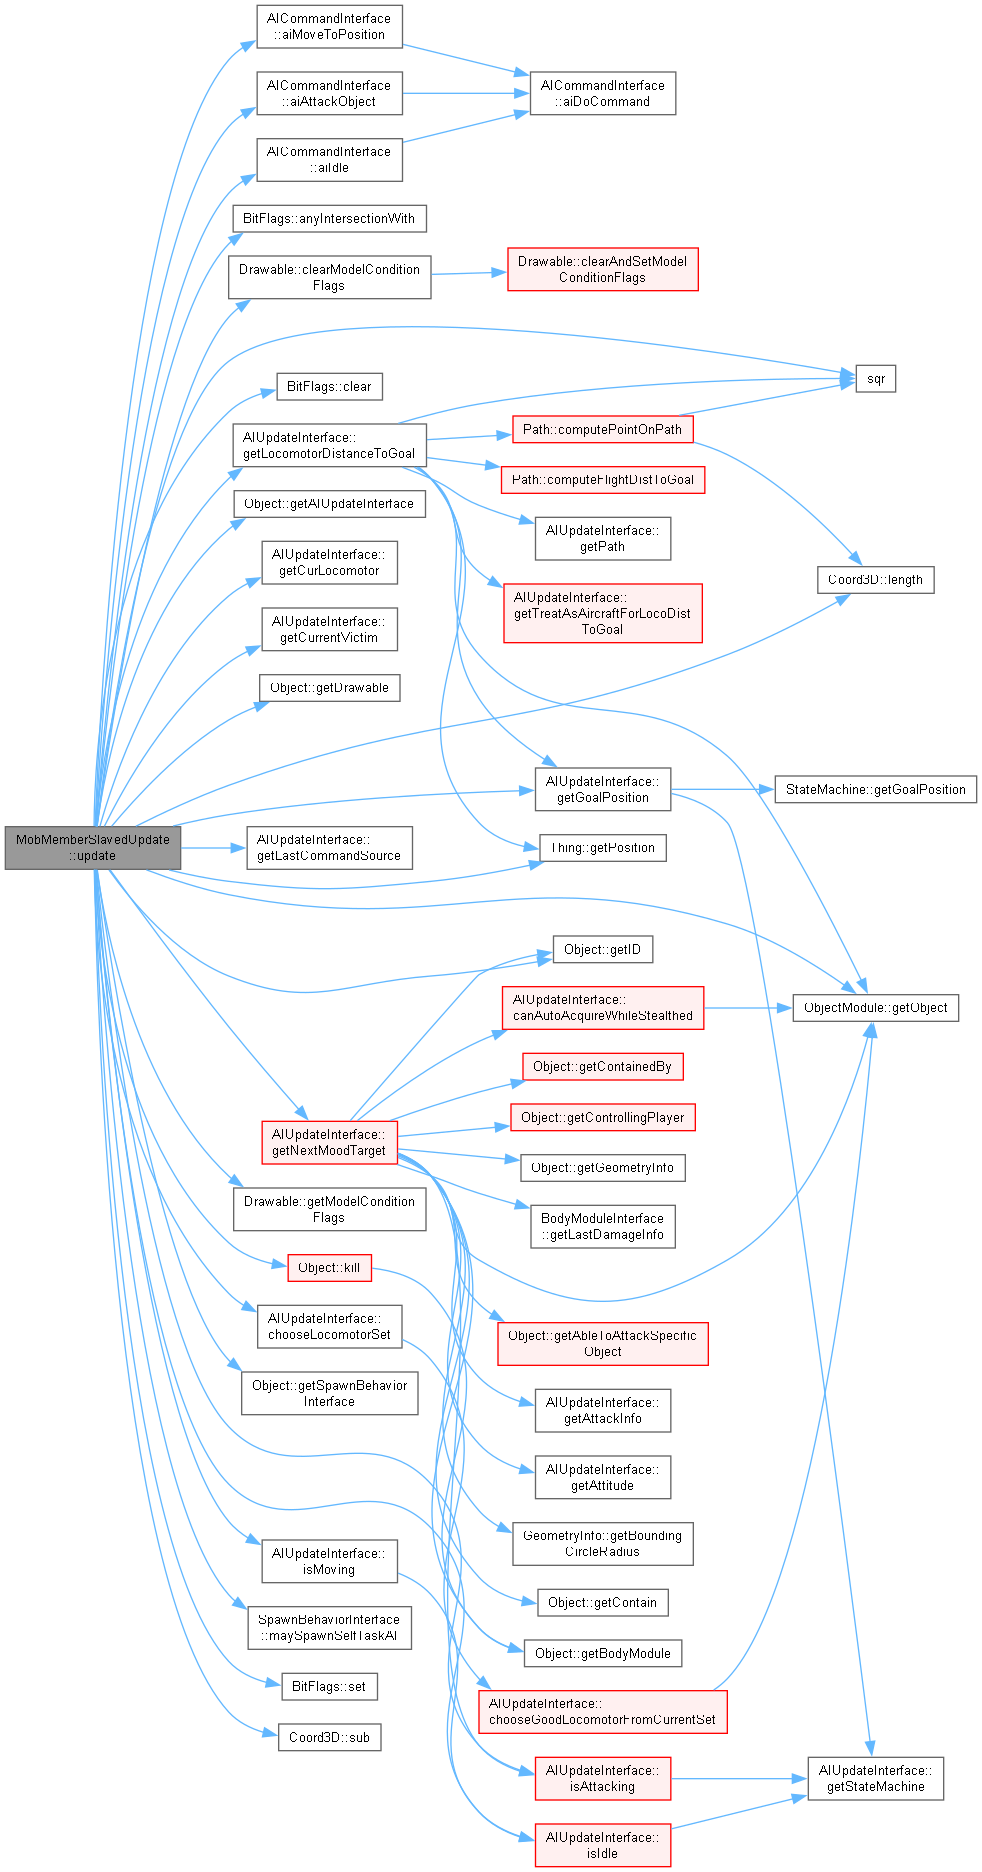 AICommandInterface
::aiMoveToPosition
AICommandInterface
::aiAttackObject
AICommandInterface
::aiDoCommand
AICommandInterface
::aiIdle
BitFlags::anyIntersectionWith
Drawable::clearModelCondition
Flags
Drawable::clearAndSetModel
ConditionFlags
sqr
BitFlags::clear
AIUpdateInterface::
getLocomotorDistanceToGoal
Path::computePointOnPath
Path::computeFlightDistToGoal
Object::getAIUpdateInterface
AIUpdateInterface::
getPath
AIUpdateInterface::
getCurLocomotor
Coord3D::length
AIUpdateInterface::
getTreatAsAircraftForLocoDist
ToGoal
AIUpdateInterface::
getCurrentVictim
Object::getDrawable
AIUpdateInterface::
getGoalPosition
StateMachine::getGoalPosition
MobMemberSlavedUpdate
::update
AIUpdateInterface::
getLastCommandSource
Thing::getPosition
Object::getID
AIUpdateInterface::
canAutoAcquireWhileStealthed
ObjectModule::getObject
Object::getContainedBy
Object::getControllingPlayer
AIUpdateInterface::
getNextMoodTarget
Object::getGeometryInfo
Drawable::getModelCondition
Flags
BodyModuleInterface
::getLastDamageInfo
Object::kill
AIUpdateInterface::
chooseLocomotorSet
Object::getAbleToAttackSpecific
Object
Object::getSpawnBehavior
Interface
AIUpdateInterface::
getAttackInfo
AIUpdateInterface::
getAttitude
GeometryInfo::getBounding
CircleRadius
AIUpdateInterface::
isMoving
Object::getContain
SpawnBehaviorInterface
::maySpawnSelfTaskAI
Object::getBodyModule
BitFlags::set
AIUpdateInterface::
chooseGoodLocomotorFromCurrentSet
Coord3D::sub
AIUpdateInterface::
isAttacking
AIUpdateInterface::
getStateMachine
AIUpdateInterface::
isIdle